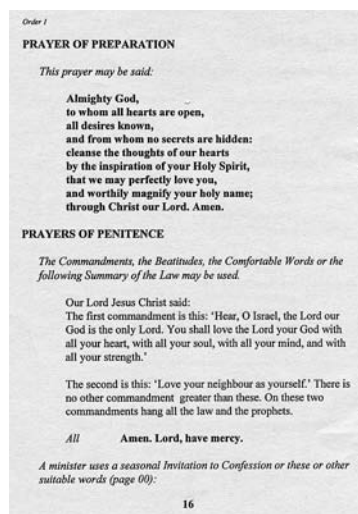 Order I
PRAYER OF PREPARATION
This prayer may be said:
Almighty God,
to whom all hearts are open,
all desires known,
and from whom no secrets are hidden:
cleanse the thoughts of our hearts
by the inspiration of your Holy Spirit,
that we may perfectly love you,
and worthily magnify your holy name;
through Christ our Lord. Amen.
PRAYERS OF PENITENCE
The Commandments, the Beatitudes, the Comfortable Words or the
following Summary of the Law may be used.
Our Lord Jesus Christ said:
The first commandment is this: ‘Hear, O Israel, the Lord our
God is the only Lord. You shall love the Lord your God with
all your heart, with all your soul, with all your mind, and with
all your strength.’
The second is this: ‘Love your neighbour as yourself.’ There is
no other commandment greater than these. On these two
commandments hang all the law and the prophets.
All Amen. Lord, have mercy.
A minister uses a seasonal Invitation to Confession or these or other
suitable words (page 00):
16